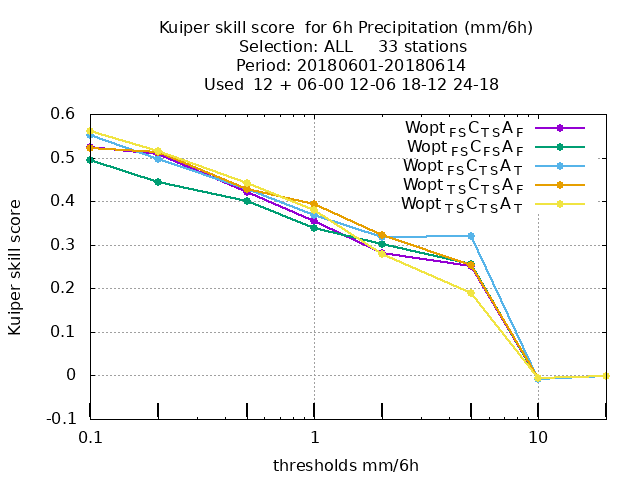 Kuiper skill score  for 6h Precipitation (mm/6h)
Selection: ALL     33 stations
Period: 20180601-20180614
Used  12 + 06-00 12-06 18-12 24-18
0.6
0.5
0.4
0.3
0.2
0.1
0
-0.1
Kuiper skill score
Wopt FS C TS A F
Wopt FS C FS A F
Wopt FS C TS A T
Wopt TS C TS A F
Wopt TS C TS A T
0.1 1 10
thresholds mm/6h